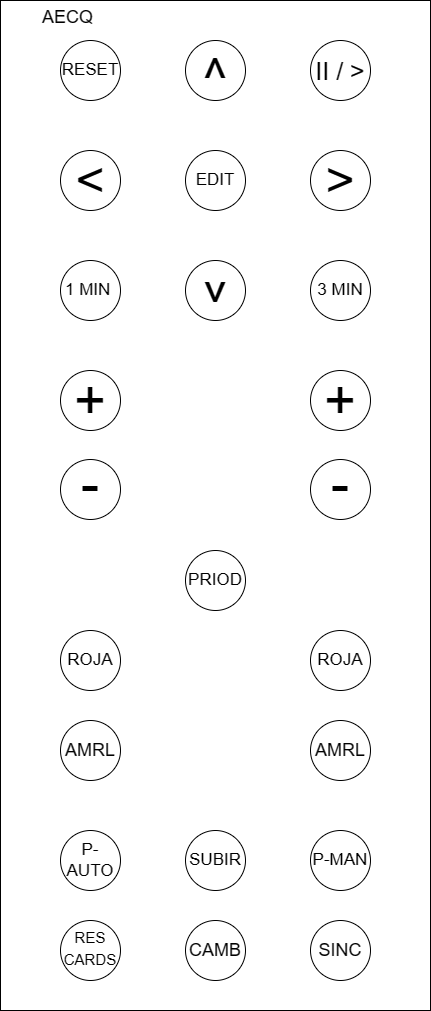 AECQ
RESET ^ II / >
< EDIT >
1 MIN v 3 MIN
+ +
- -
PRIOD
ROJA ROJA
AMRL AMRL
P-
AUTO SUBIR P-MAN
RES
CARDS CAMB SINC